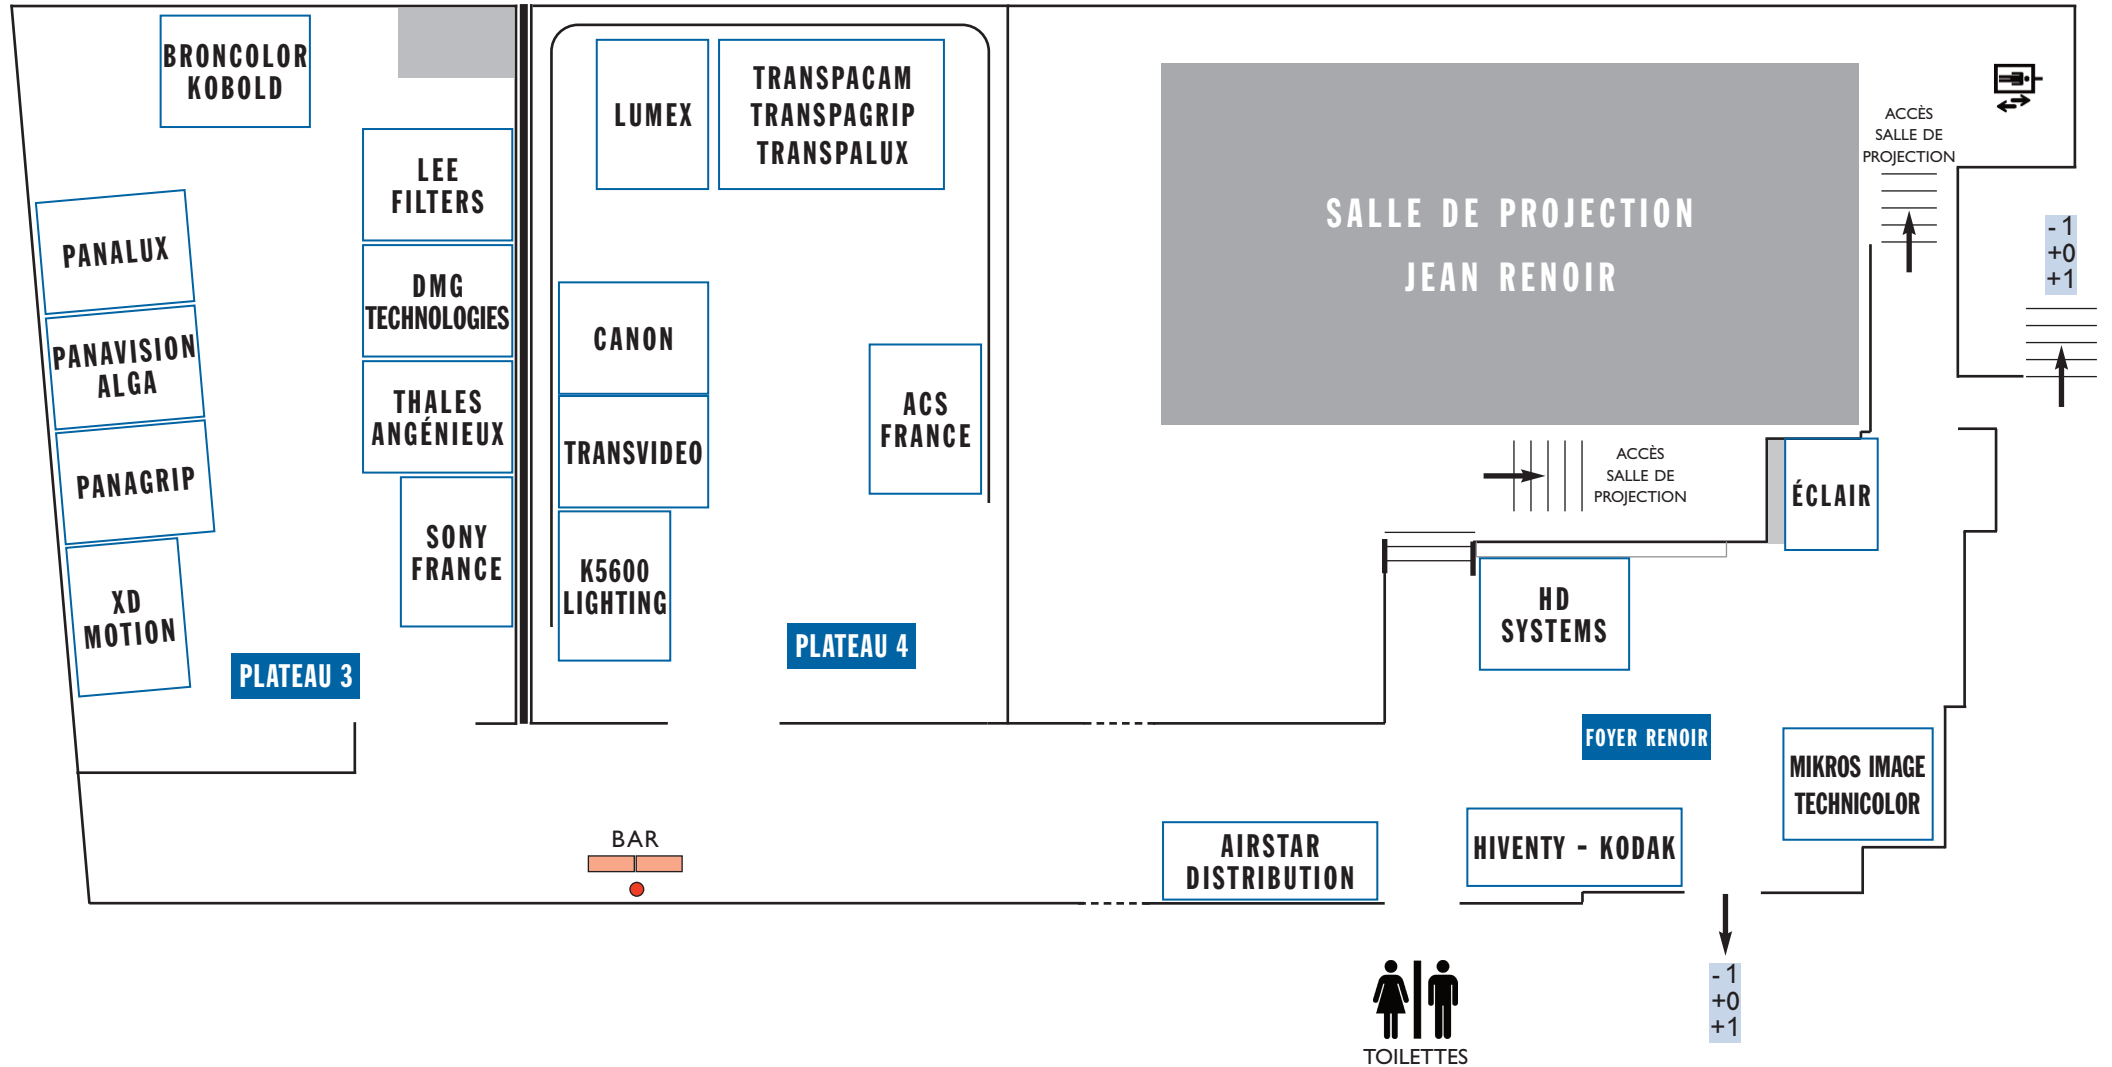 BRONCOLOR
KOBOLD
LEE
FILTERS
PANALUX
DMG
TECHNOLOGIES
PANAVISION
ALGA
THALES
ANGÉNIEUX
PANAGRIP
SONY
FRANCE
XD
MOTION
PLATEAU 3
LUMEX
TRANSPACAM
TRANSPAGRIP
TRANSPALUX
CANON
TRANSVIDEO
ACS
FRANCE
K5600
LIGHTING
PLATEAU 4
BAR
SALLE DE PROJECTION
JEAN RENOIR
ACCÈS
SALLE DE
PROJECTION
-1
+0
+1
ACCÈS
SALLE DE
PROJECTION
ÉCLAIR
HD
SYSTEMS
FOYER RENOIR
MIKROS IMAGE
TECHNICOLOR
AIRSTAR
DISTRIBUTION
HIVENTY - KODAK
-1
+0
+1
TOILETTES